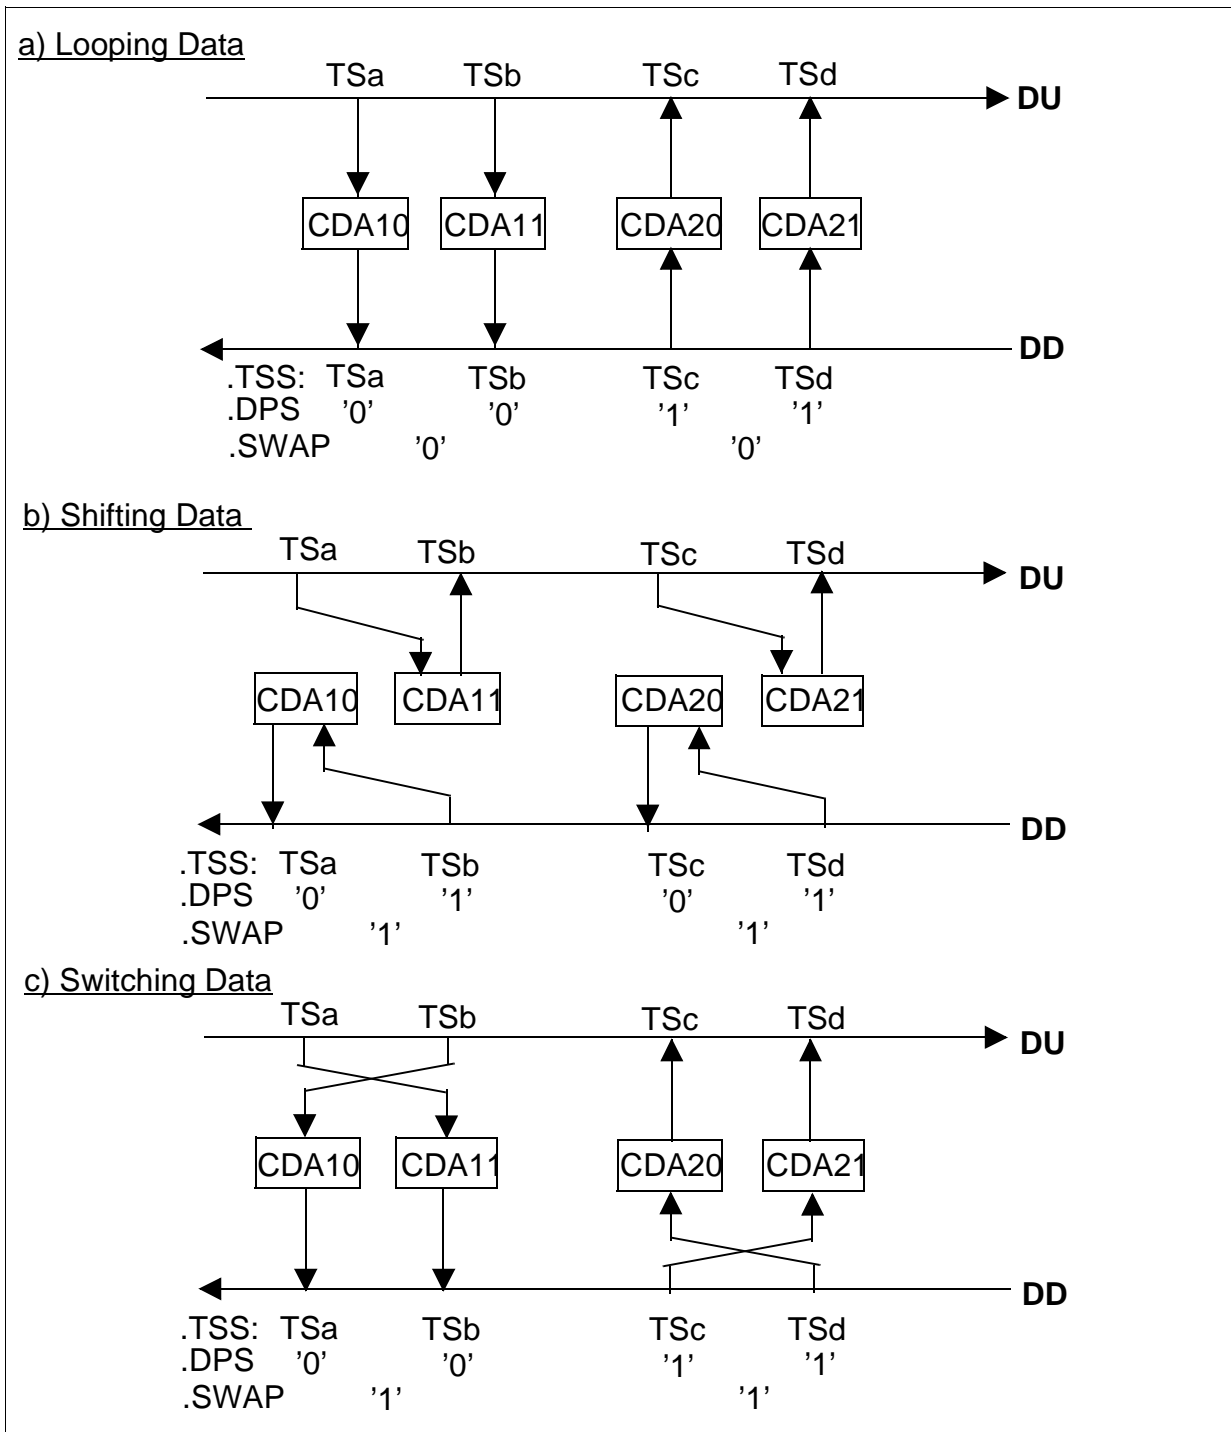 a) Looping Data
TSa TSb TSc TSd
DU
CDA10 CDA11 CDA20 CDA21
DD
.TSS: TSa TSb TSc TSd
.DPS ’0’ ’0’ ’1’ ’1’
.SWAP ’0’ ’0’
b) Shifting Data
TSa TSb TSc TSd
DU
CDA10 CDA11 CDA20 CDA21
DD
.TSS: TSa TSb TSc TSd
.DPS ’0’ ’1’ ’0’ ’1’
.SWAP ’1’ ’1’
c) Switching Data
TSa TSb TSc TSd
DU
CDA10 CDA11 CDA20 CDA21
DD
.TSS: TSa TSb TSc TSd
.DPS ’0’ ’0’ ’1’ ’1’
.SWAP ’1’ ’1’